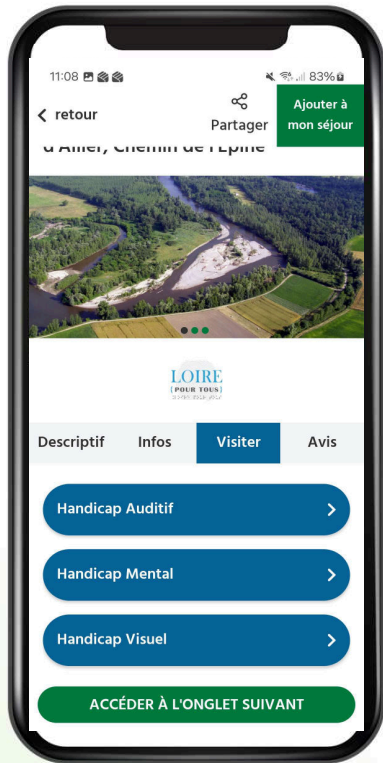 11:08
83%
retour
Partager
Ajouter à
mon séjour
d'Allier, Chemin de l'Epine
LOIRE
[POUR TOUS]
Descriptif Infos Visiter Avis
Handicap Auditif
Handicap Mental
Handicap Visuel
ACCÉDER À L'ONGLET SUIVANT